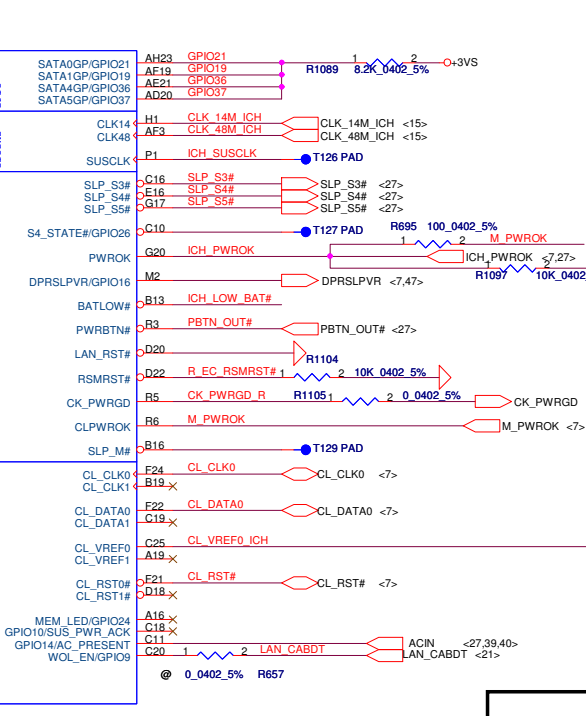 SATA0GP/GPIO21 AH23 GPIO21 R1089 1 8.2K_0402_5% 2 +3VS
SATA1GP/GPIO19 AF19 GPIO19
SATA4GP/GPIO36 AE21 GPIO36
SATA5GP/GPIO37 AD20 GPIO37
CLK14 H1 CLK_14M_ICH CLK_14M_ICH <15>
CLK48 AF3 CLK_48M_ICH CLK_48M_ICH <15>
SUSCLK P1 ICH_SUSCLK T126 PAD
SLP_S3# C16 SLP_S3# SLP_S3# <27>
SLP_S4# E16 SLP_S4# SLP_S4# <27>
SLP_S5# G17 SLP_S5# SLP_S5# <27>
S4_STATE#/GPIO26 C10 T127 PAD
R695 100_0402_5%
1 2 M_PWROK
PWROK G20 ICH_PWROK ICH_PWROK <7,27>
R1097 1 2 10K_0402_
DPRSLPVR/GPIO16 M2 DPRSLPVR <7,47>
BATLOW# B13 ICH_LOW_BAT#
PWRBTN# R3 PBTN_OUT# PBTN_OUT# <27>
LAN_RST# D20
R1104
RSMRST# D22 R_EC_RSMRST# 1 2 10K_0402_5%
CK_PWRGD R5 CK_PWRGD_R R1105 1 2 0_0402_5% CK_PWRGD
CLPWROK R6 M_PWROK M_PWROK <7>
SLP_M# B16 T129 PAD
CL_CLK0 F24 CL_CLK0 CL_CLK0 <7>
CL_CLK1 B19
CL_DATA0 F22 CL_DATA0 CL_DATA0 <7>
CL_DATA1 C19
CL_VREF0 C25 CL_VREF0_ICH
CL_VREF1 A19
CL_RST0# F21 CL_RST# CL_RST# <7>
CL_RST1# D18
MEM_LED/GPIO24 A16
GPIO10/SUS_PWR_ACK C18
GPIO14/AC_PRESENT C11 ACIN <27,39,40>
WOL_EN/GPIO9 C20 1 2 LAN_CABDT LAN_CABDT <21>
@ 0_0402_5% R657